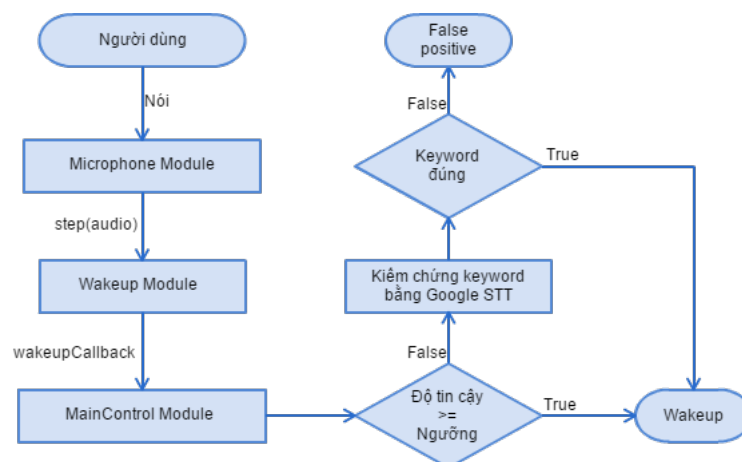 Người dùng
Nói
Microphone Module
step(audio)
Wakeup Module
wakeupCallback
MainControl Module
False
positive
False
Keyword
đúng
True
Kiêm chứng keyword
bằng Google STT
False
Độ tin cậy
>=
Ngưỡng
True
Wakeup